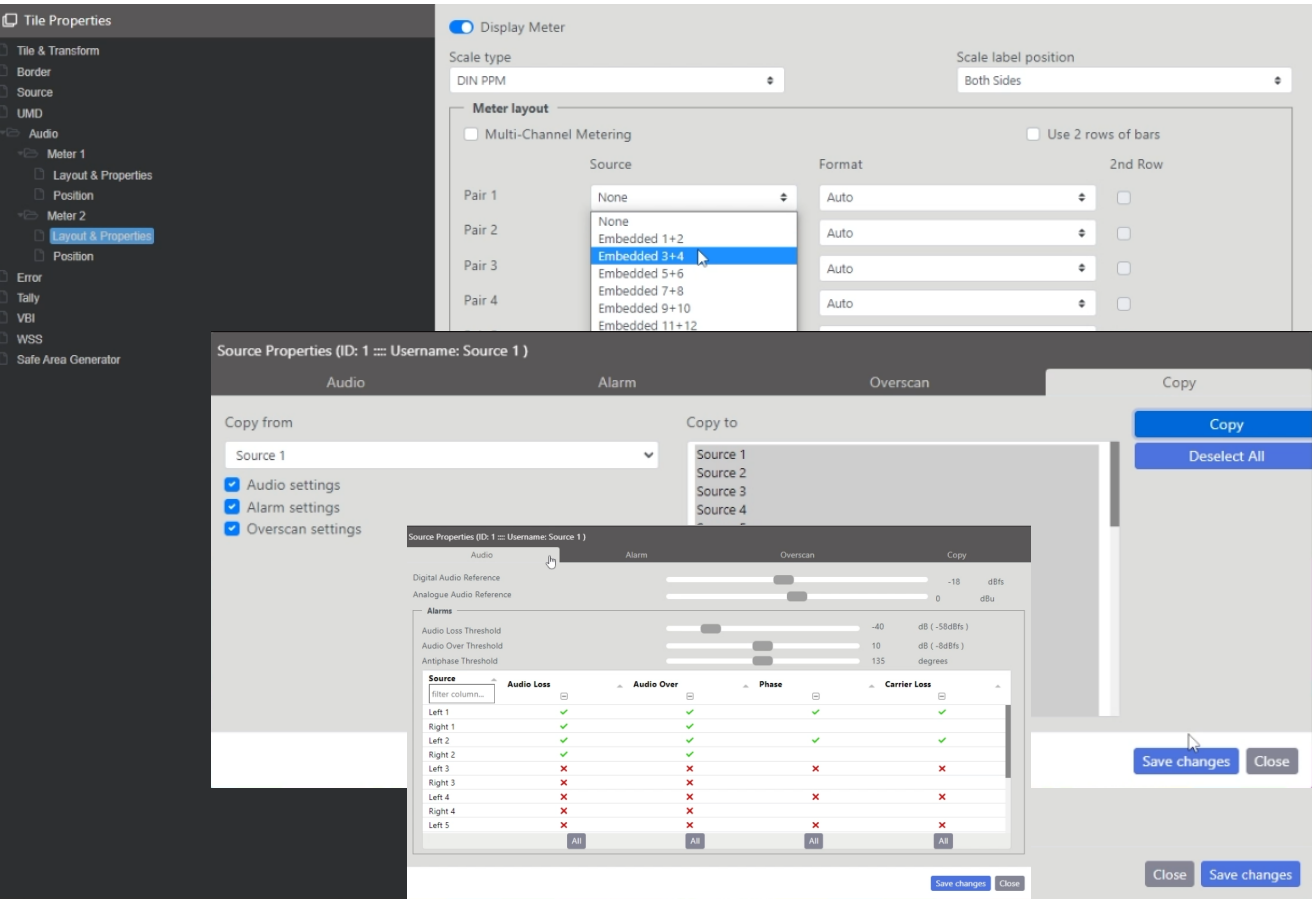 Tile Properties
Tile & Transform
Border
Source
UMD
Audio
Meter 1
Layout & Properties
Position
Meter 2
Layout & Properties
Position
Error
Tally
VBI
WSS
Safe Area Generator
Display Meter
Scale type
Scale label position
DIN PPM
Both Sides
Meter layout
Multi-Channel Metering
Use 2 rows of bars
Source Format 2nd Row
Pair 1 None Auto
Pair 2 Auto
Pair 3 Auto
Pair 4 Auto
None
Embedded 1+2
Embedded 3+4
Embedded 5+6
Embedded 7+8
Embedded 9+10
Embedded 11+12
Source Properties (ID: 1 :::: Username: Source 1 )
Audio Alarm Overscan Copy
Copy from
Source 1
Audio settings
Alarm settings
Overscan settings
Copy to
Source 1
Source 2
Source 3
Source 4
Copy
Deselect All
Save changes Close
Source Properties (ID: 1 :::: Username: Source 1 )
Audio Alarm Overscan Copy
Digital Audio Reference -18 dBfs
Analogue Audio Reference 0 dBu
Alarms
Audio Loss Threshold -40 dB ( -58dBfs )
Audio Over Threshold 10 dB ( -8dBfs )
Antiphase Threshold 135 degrees
Source Audio Loss Audio Over Phase Carrier Loss
filter column...
Left 1
Right 1
Left 2
Right 2
Left 3
Right 3
Left 4
Right 4
Left 5
All All All All
Save changes Close
Close Save changes